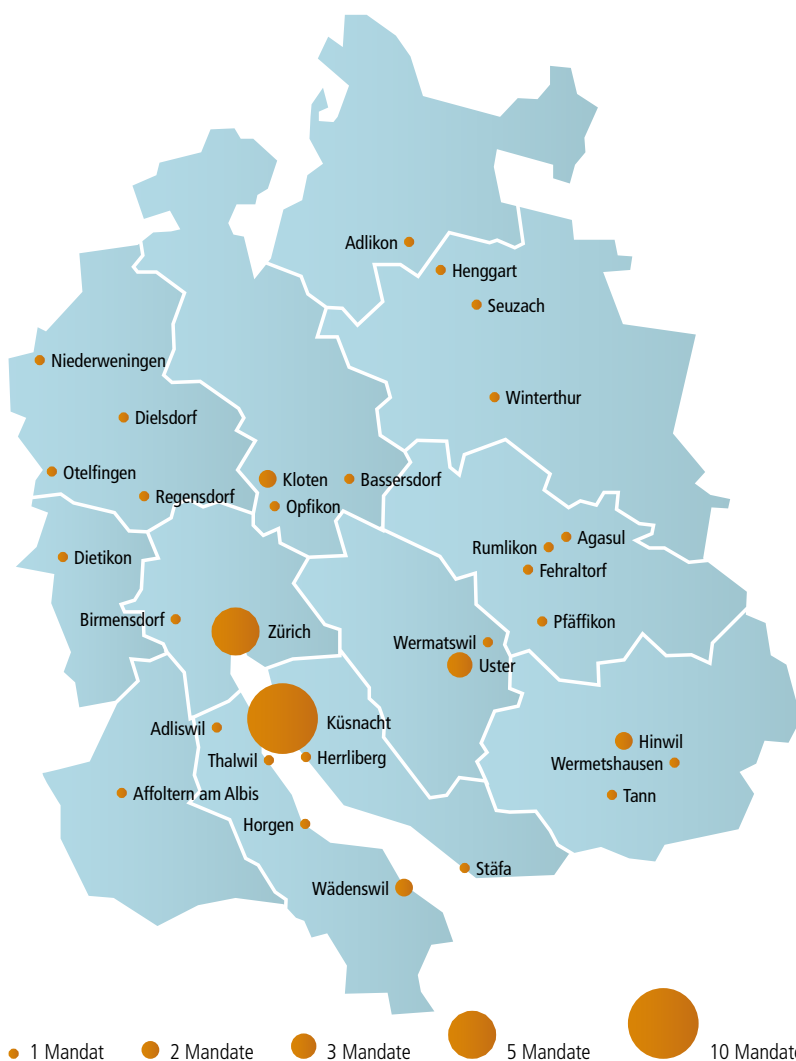 Adlikon
Henggart
Seuzach
Niederweningen
Winterthur
Dielsdorf
Otelfingen
Kloten
Bassersdorf
Regensdorf
Opfikon
Agasul
Rumlikon
Dietikon
Fehraltorf
Birmensdorf
Pfäffikon
Zürich
Wermatswil
Uster
Küsnacht
Adliswil
Hinwil
Herrliberg
Thalwil
Wermetshausen
Affoltern am Albis
Tann
Horgen
Stäfa
Wädenswil
1 Mandat 2 Mandate 3 Mandate 5 Mandate 10 Mandate